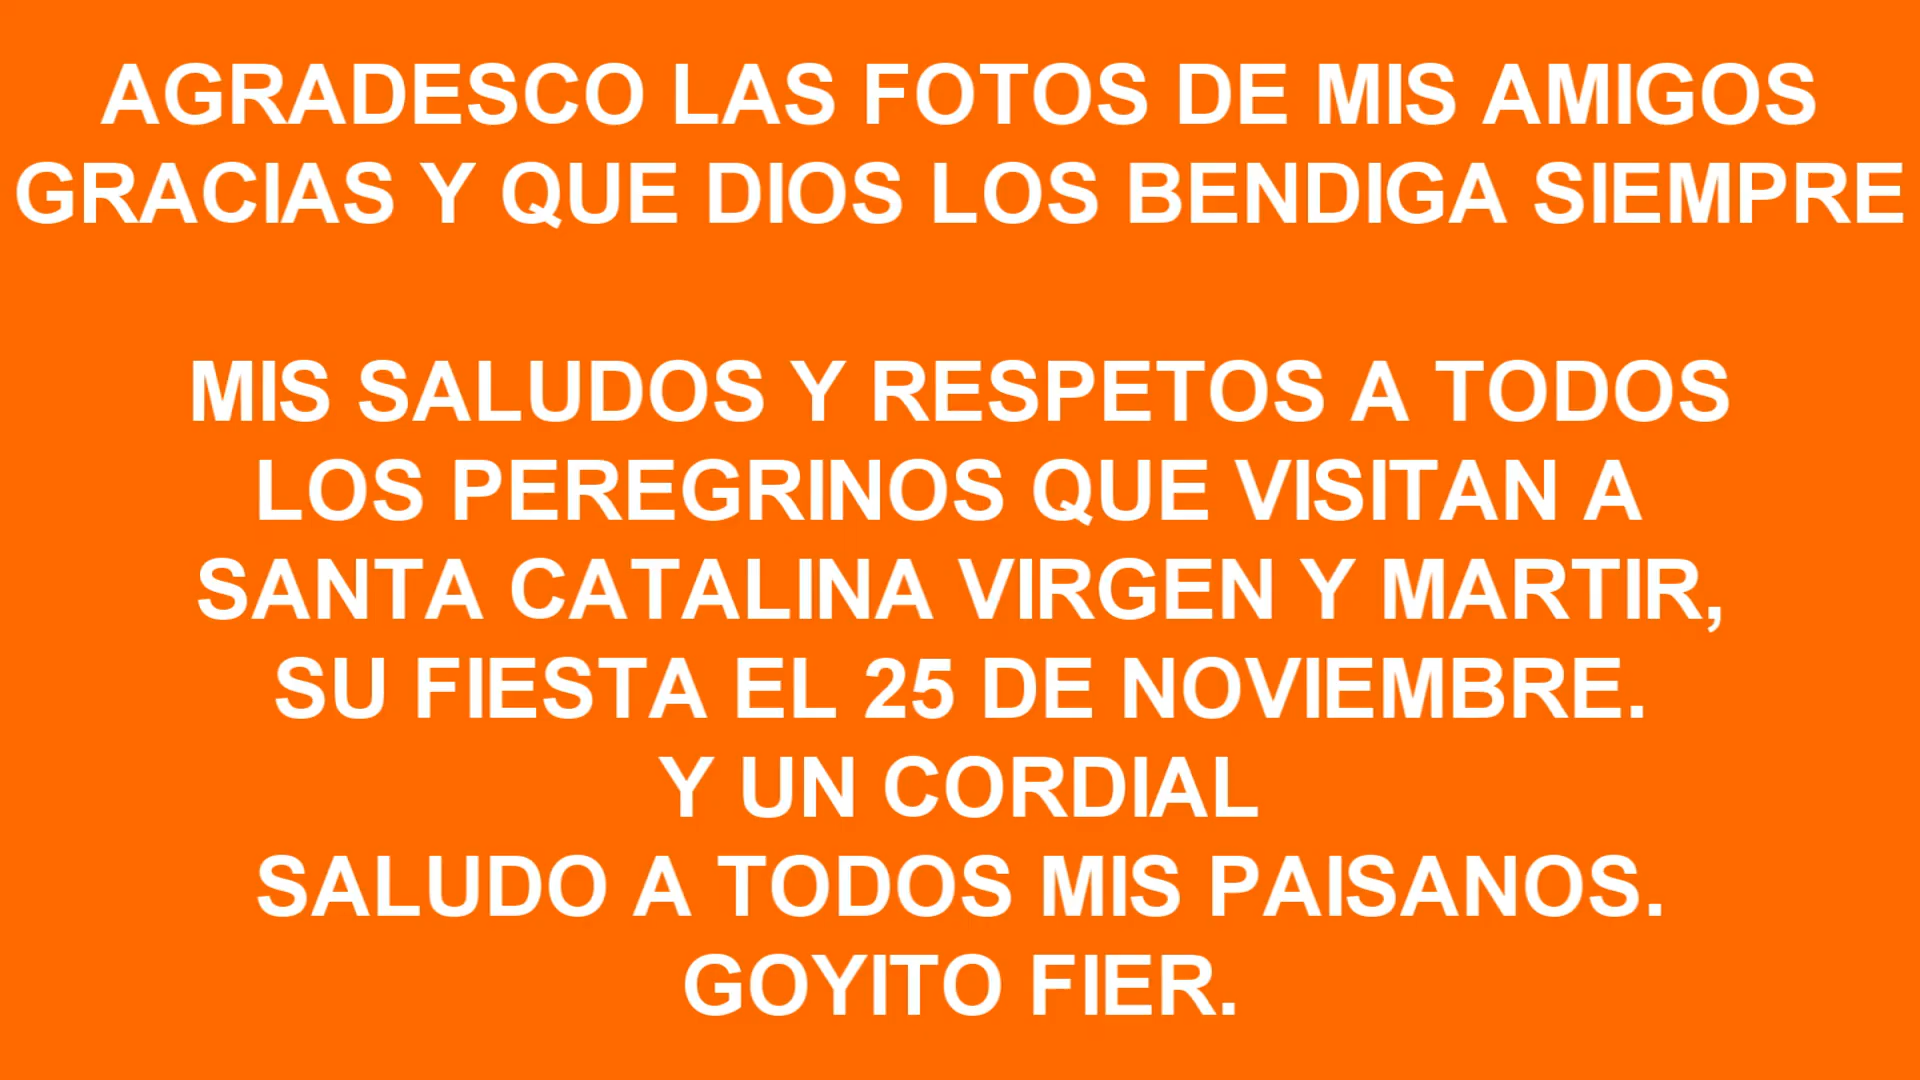 AGRADESCO LAS FOTOS DE MIS AMIGOS
GRACIAS Y QUE DIOS LOS BENDIGA SIEMPRE
MIS SALUDOS Y RESPETOS A TODOS
LOS PEREGRINOS QUE VISITAN A
SANTA CATALINA VIRGEN Y MARTIR,
SU FIESTA EL 25 DE NOVIEMBRE.
Y UN CORDIAL
SALUDO A TODOS MIS PAISANOS.
GOYITO FIER.